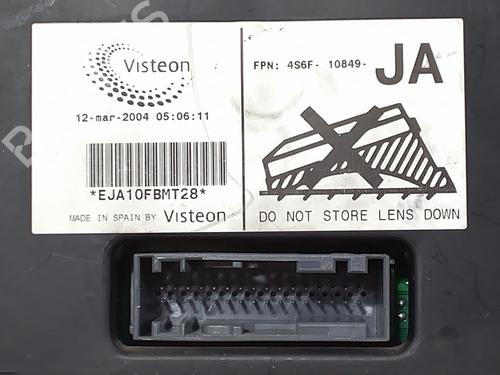 Visteon
12-mar-2004 05:06:11
*EJA10FBMT28*
MADE IN SPAIN BY Visteon
FPN: 4S6F- 10849- JA
DO NOT STORE LENS DOWN